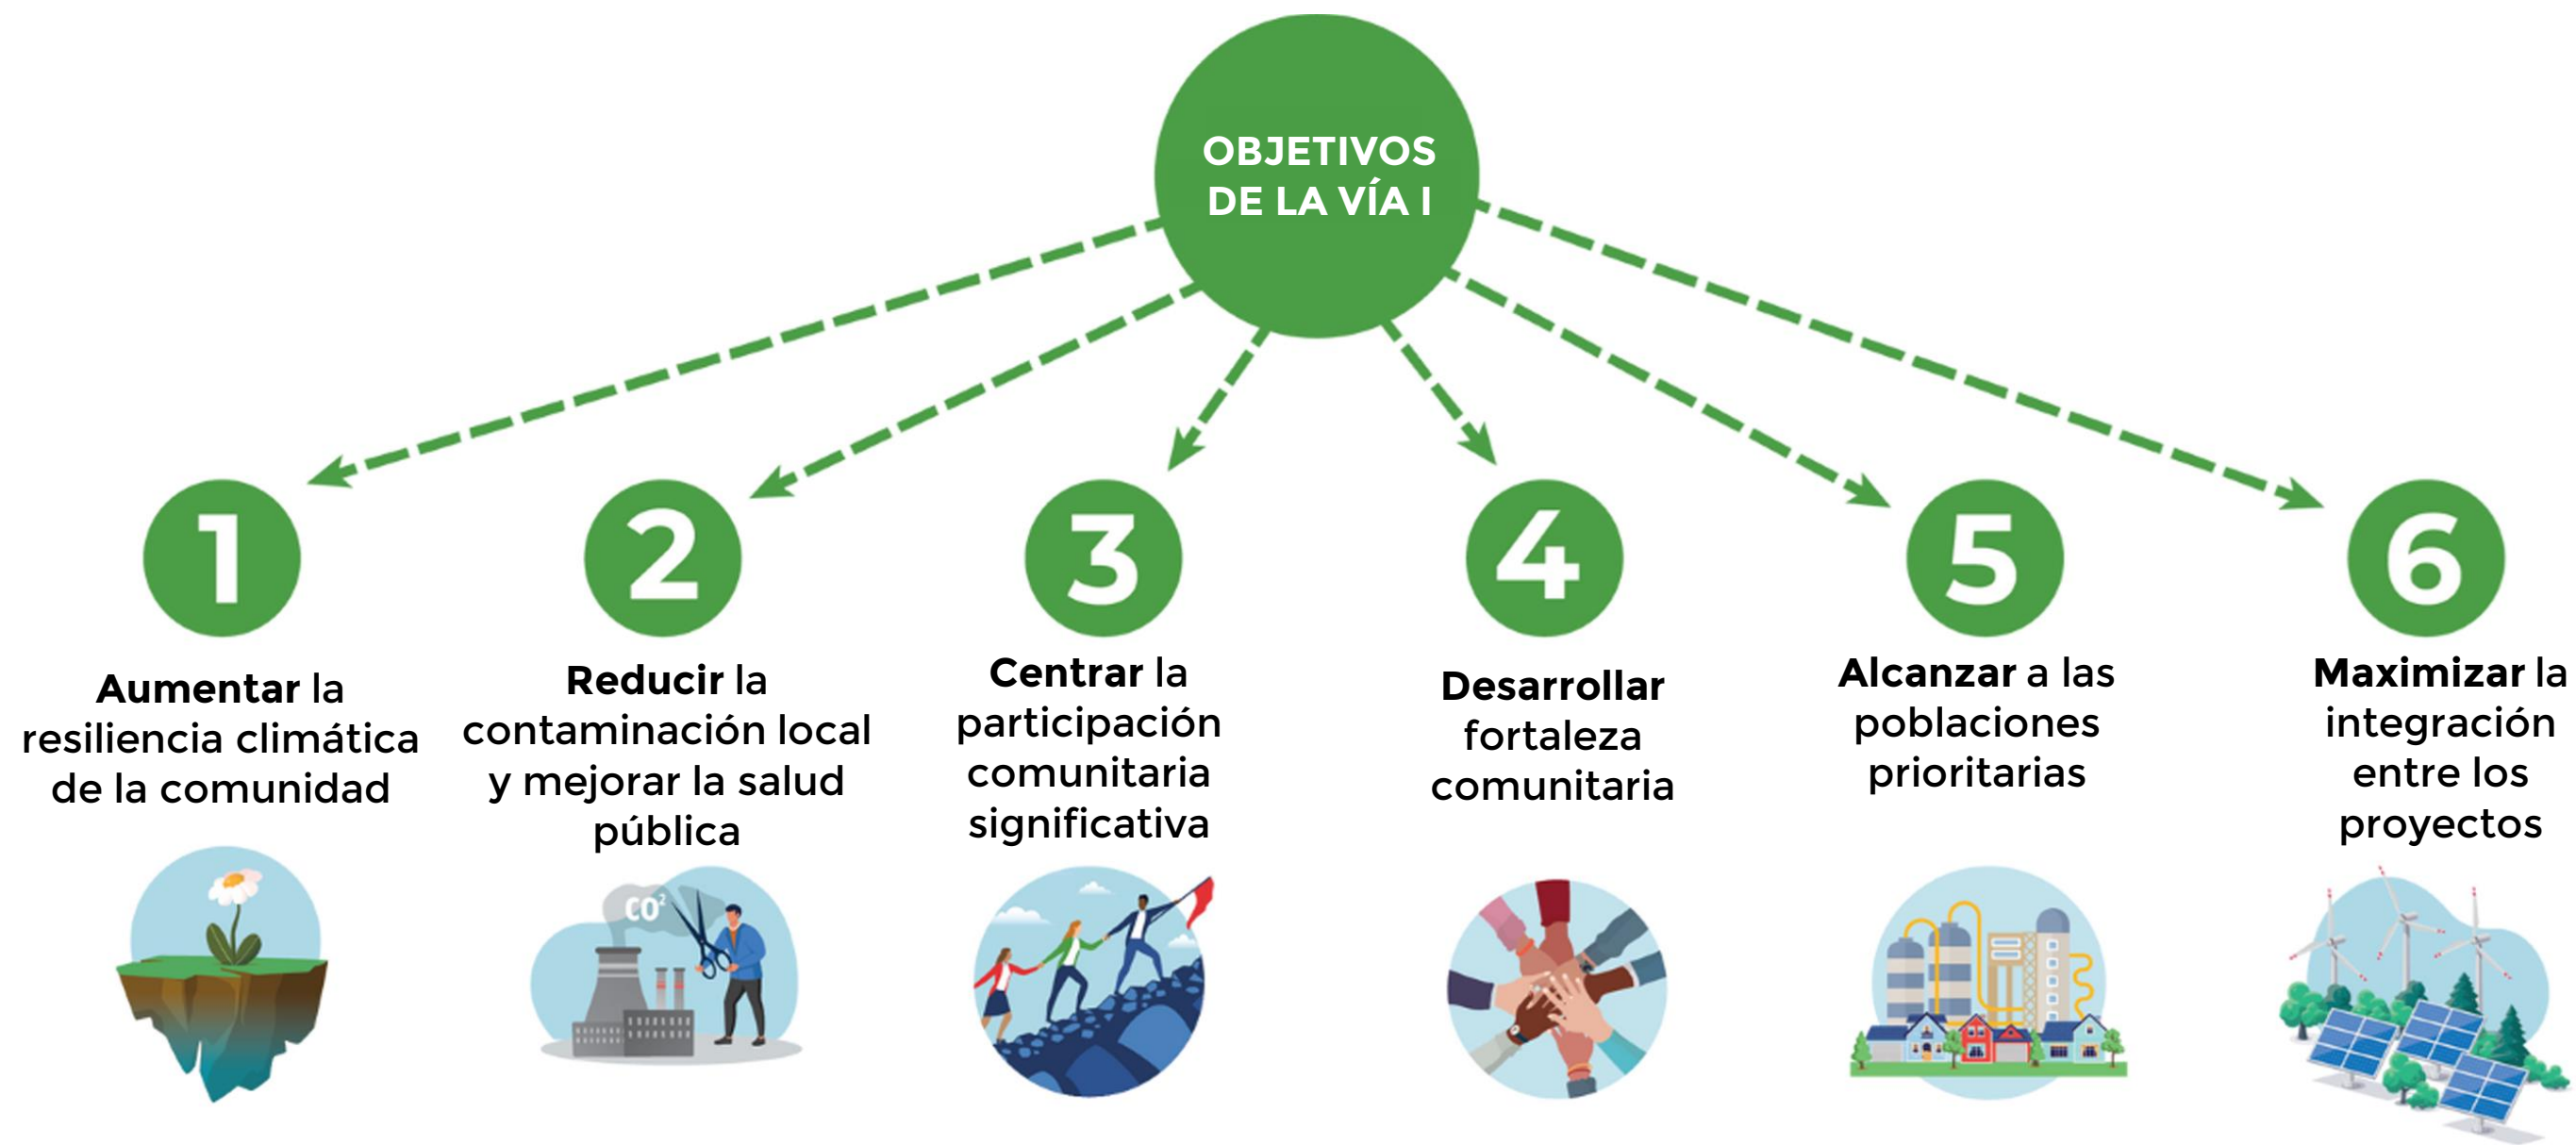 OBJETIVOS
DE LA VÍA I
1
Aumentar la
resiliencia climática
de la comunidad
2
Reducir la
contaminación local
y mejorar la salud
pública
CO²
3
Centrar la
participación
comunitaria
significativa
4
Desarrollar
fortaleza
comunitaria
5
Alcanzar a las
poblaciones
prioritarias
6
Maximizar la
integración
entre los
proyectos